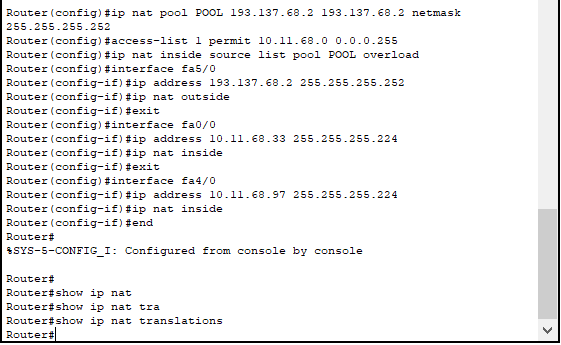 Router(config)#ip nat pool POOL 193.137.68.2 193.137.68.2 netmask
255.255.255.252
Router(config)#access-list 1 permit 10.11.68.0 0.0.0.255
Router(config)#ip nat inside source list pool POOL overload
Router(config)#interface fa5/0
Router(config-if)#ip address 193.137.68.2 255.255.255.252
Router(config-if)#ip nat outside
Router(config-if)#exit
Router(config)#interface fa0/0
Router(config-if)#ip address 10.11.68.33 255.255.255.224
Router(config-if)#ip nat inside
Router(config-if)#exit
Router(config)#interface fa4/0
Router(config-if)#ip address 10.11.68.97 255.255.255.224
Router(config-if)#ip nat inside
Router(config-if)#end
Router#
%SYS-5-CONFIG_I: Configured from console by console
Router#
Router#show ip nat
Router#show ip nat tra
Router#show ip nat translations
Router#